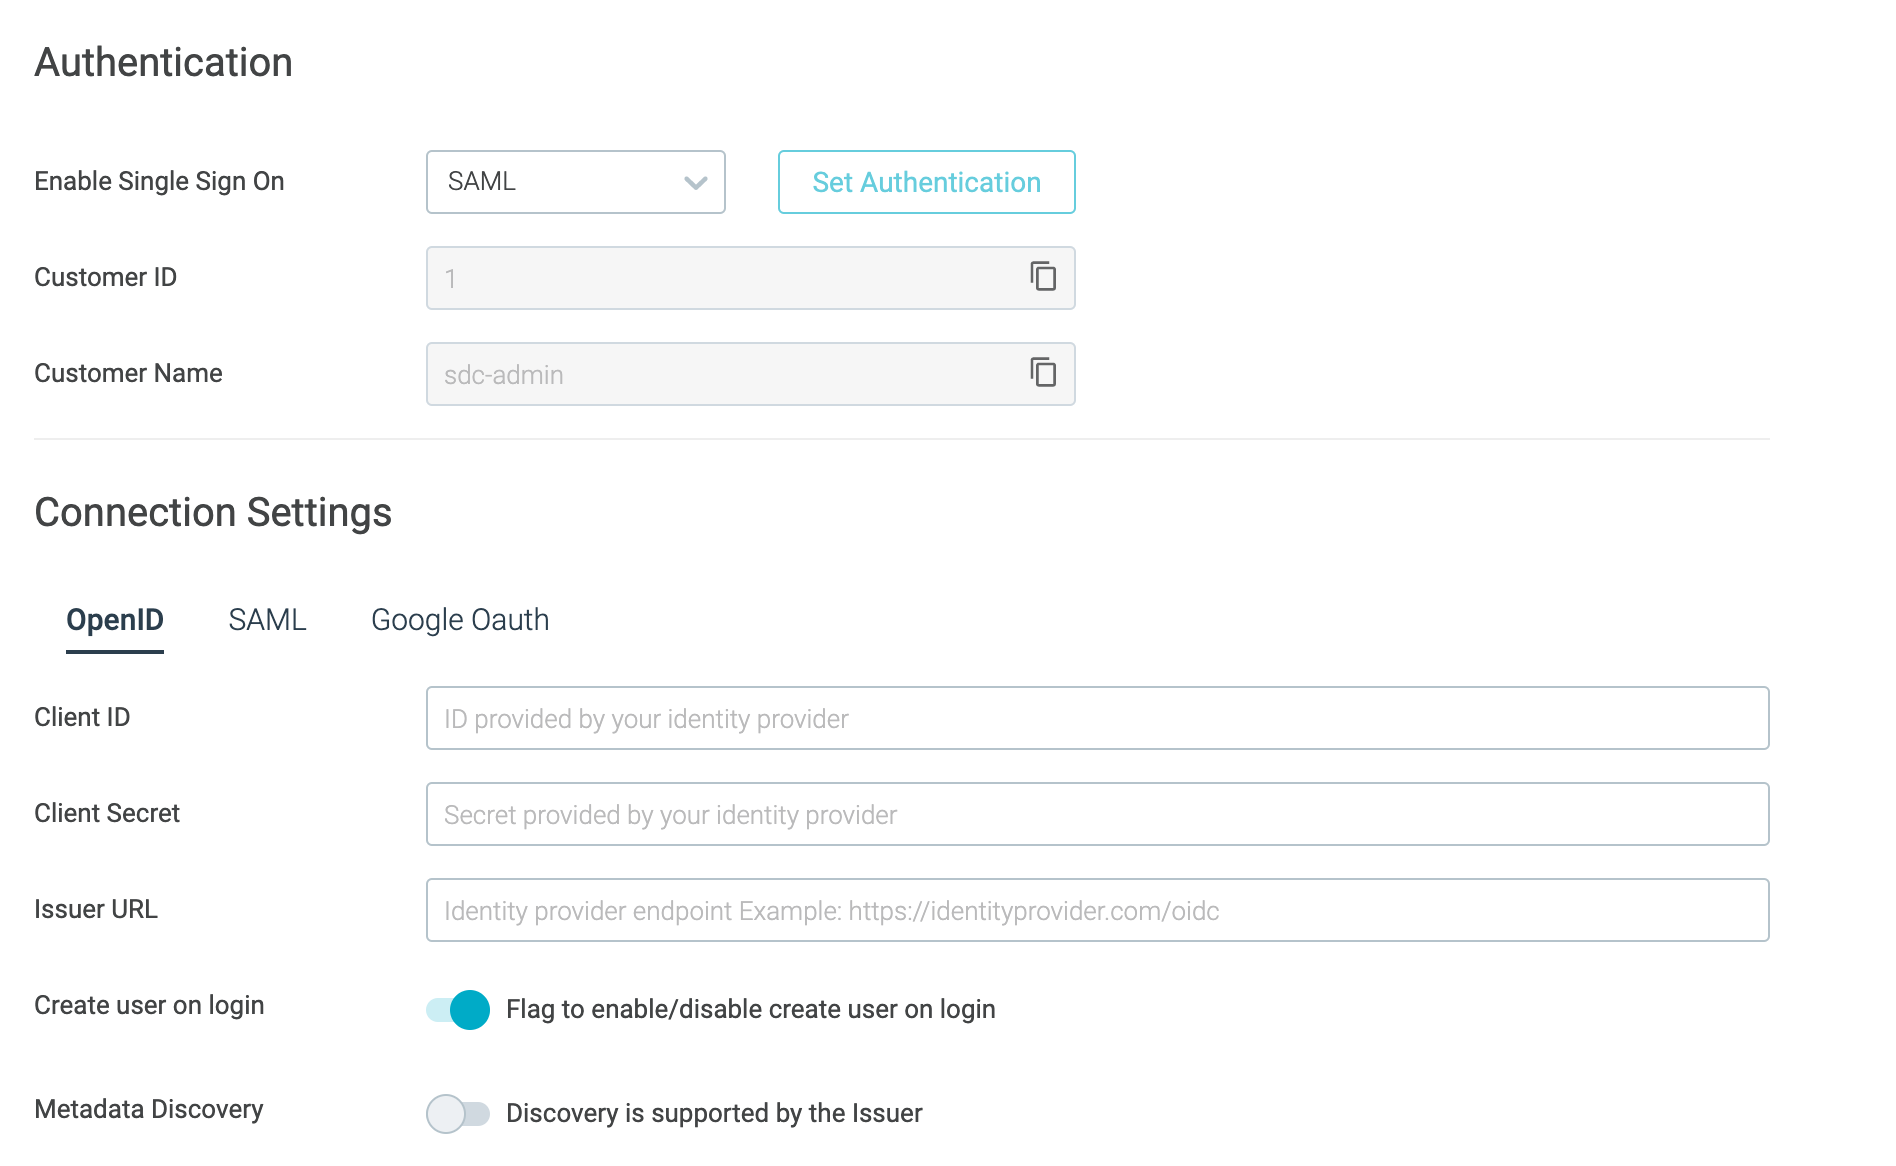 Authentication
Enable Single Sign On
SAML
Set Authentication
Customer ID
1
Customer Name
sdc-admin
Connection Settings
OpenID
SAML
Google Oauth
Client ID
ID provided by your identity provider
Client Secret
Secret provided by your identity provider
Issuer URL
Identity provider endpoint Example: https://identityprovider.com/oidc
Create user on login
Flag to enable/disable create user on login
Metadata Discovery
Discovery is supported by the Issuer